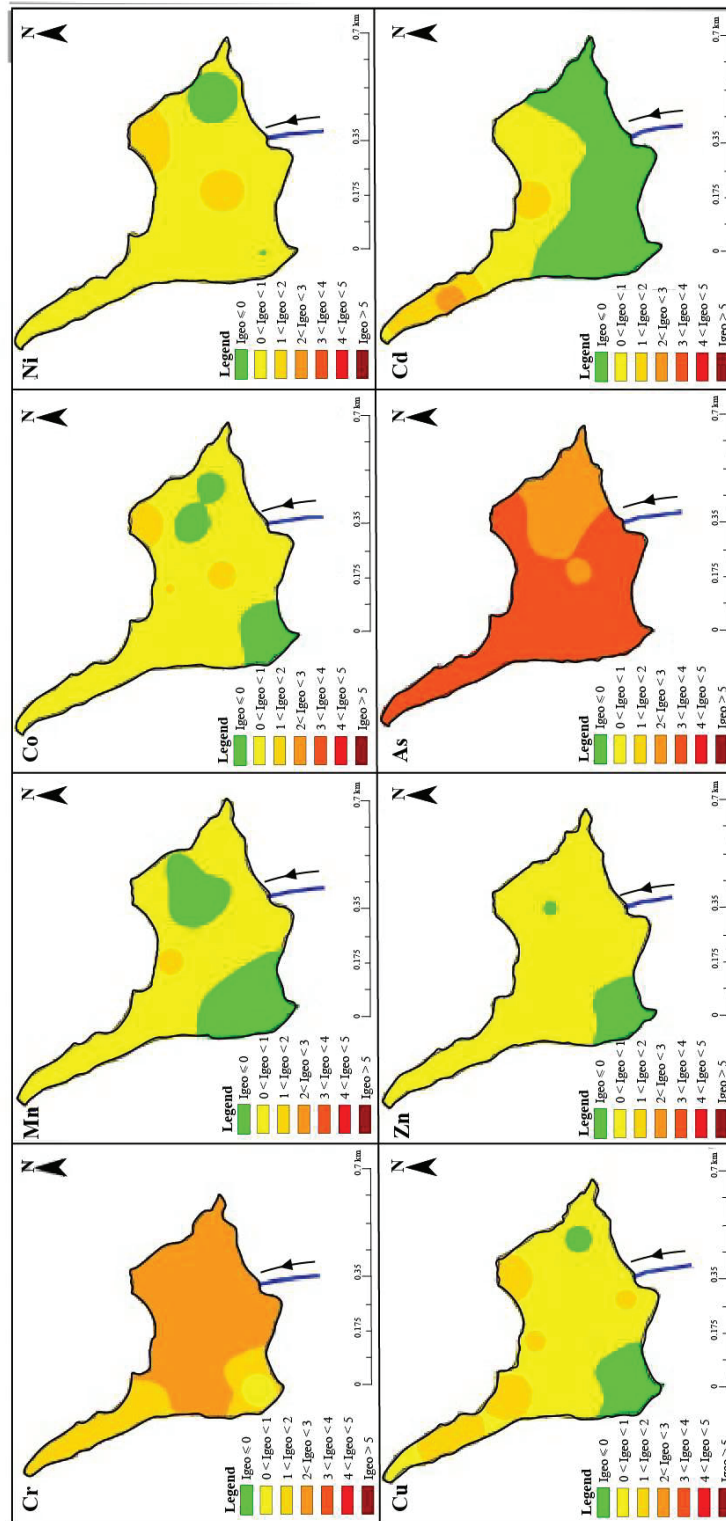 Cr
N
Legend
Igeo ≤ 0
0 < Igeo < 1
1 < Igeo < 2
2< Igeo < 3
3 < Igeo < 4
4 < Igeo < 5
Igeo > 5
0 0.175 0.35 0.7 km
Mn
N
Legend
Igeo ≤ 0
0 < Igeo < 1
1 < Igeo < 2
2< Igeo < 3
3 < Igeo < 4
4 < Igeo < 5
Igeo > 5
0 0.175 0.35 0.7 km
Co
N
Legend
Igeo ≤ 0
0 < Igeo < 1
1 < Igeo < 2
2< Igeo < 3
3 < Igeo < 4
4 < Igeo < 5
Igeo > 5
0 0.175 0.35 0.7 km
Ni
N
Legend
Igeo ≤ 0
0 < Igeo < 1
1 < Igeo < 2
2< Igeo < 3
3 < Igeo < 4
4 < Igeo < 5
Igeo > 5
0 0.175 0.35 0.7 km
Cu
N
Legend
Igeo ≤ 0
0 < Igeo < 1
1 < Igeo < 2
2< Igeo < 3
3 < Igeo < 4
4 < Igeo < 5
Igeo > 5
0 0.175 0.35 0.7 km
Zn
N
Legend
Igeo ≤ 0
0 < Igeo < 1
1 < Igeo < 2
2< Igeo < 3
3 < Igeo < 4
4 < Igeo < 5
Igeo > 5
0 0.175 0.35 0.7 km
As
N
Legend
Igeo ≤ 0
0 < Igeo < 1
1 < Igeo < 2
2< Igeo < 3
3 < Igeo < 4
4 < Igeo < 5
Igeo > 5
0 0.175 0.35 0.7 km
Cd
N
Legend
Igeo ≤ 0
0 < Igeo < 1
1 < Igeo < 2
2< Igeo < 3
3 < Igeo < 4
4 < Igeo < 5
Igeo > 5
0 0.175 0.35 0.7 km